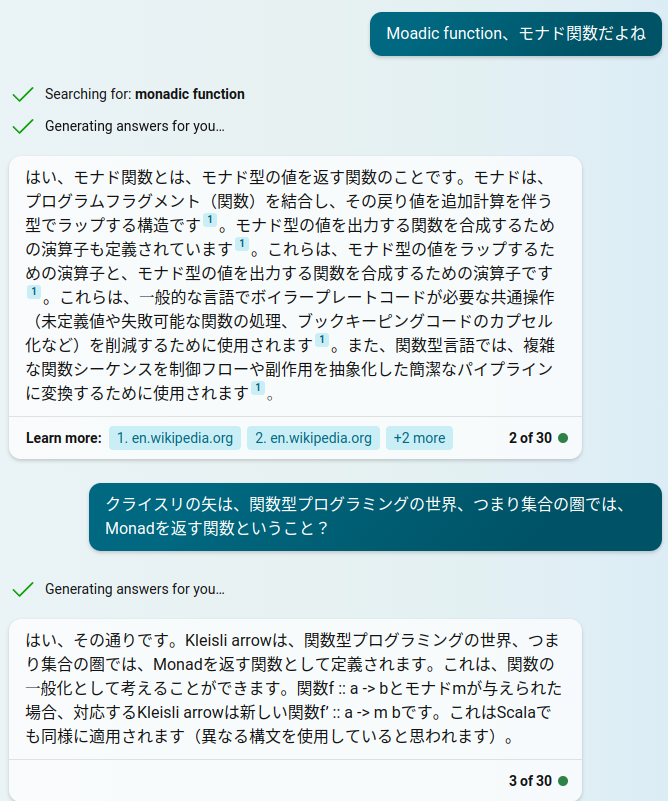 Moadic function、モナド関数だよね
Searching for: monadic function
Generating answers for you…
はい、モナド関数とは、モナド型の値を返す関数のことです。モナドは、
プログラムフラグメント（関数）を結合し、その戻り値を追加計算を伴う
型でラップする構造です 1 。モナド型の値を出力する関数を合成するため
の演算子も定義されています 1 。これらは、モナド型の値をラップするた
めの演算子と、モナド型の値を出力する関数を合成するための演算子です
1 。これらは、一般的な言語でボイラープレートコードが必要な共通操作
（未定義値や失敗可能な関数の処理、ブックキーピングコードのカプセル
化など）を削減するために使用されます 1 。また、関数型言語では、複雑
な関数シーケンスを制御フローや副作用を抽象化した簡潔なパイプライン
に変換するために使用されます 1 。
Learn more: 1. en.wikipedia.org 2. en.wikipedia.org +2 more 2 of 30
クライスリの矢は、関数型プログラミングの世界、つまり集合の圏では、
Monadを返す関数ということ？
Generating answers for you…
はい、その通りです。Kleisli arrowは、関数型プログラミングの世界、つま
り集合の圏では、Monadを返す関数として定義されます。これは、関数の
一般化として考えることができます。関数f :: a -> bとモナドmが与えられた
場合、対応するKleisli arrowは新しい関数f’ :: a -> m bです。これはScalaで
も同様に適用されます（異なる構文を使用していると思われます）。
3 of 30